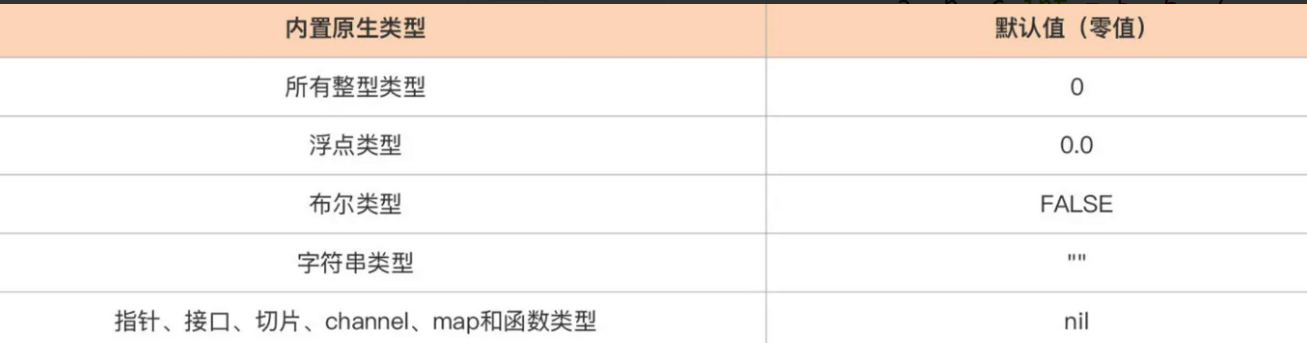 内置原生类型 默认值（零值）
所有整型类型 0
浮点类型 0.0
布尔类型 FALSE
字符串类型 ""
指针、接口、切片、channel、map和函数类型 nil